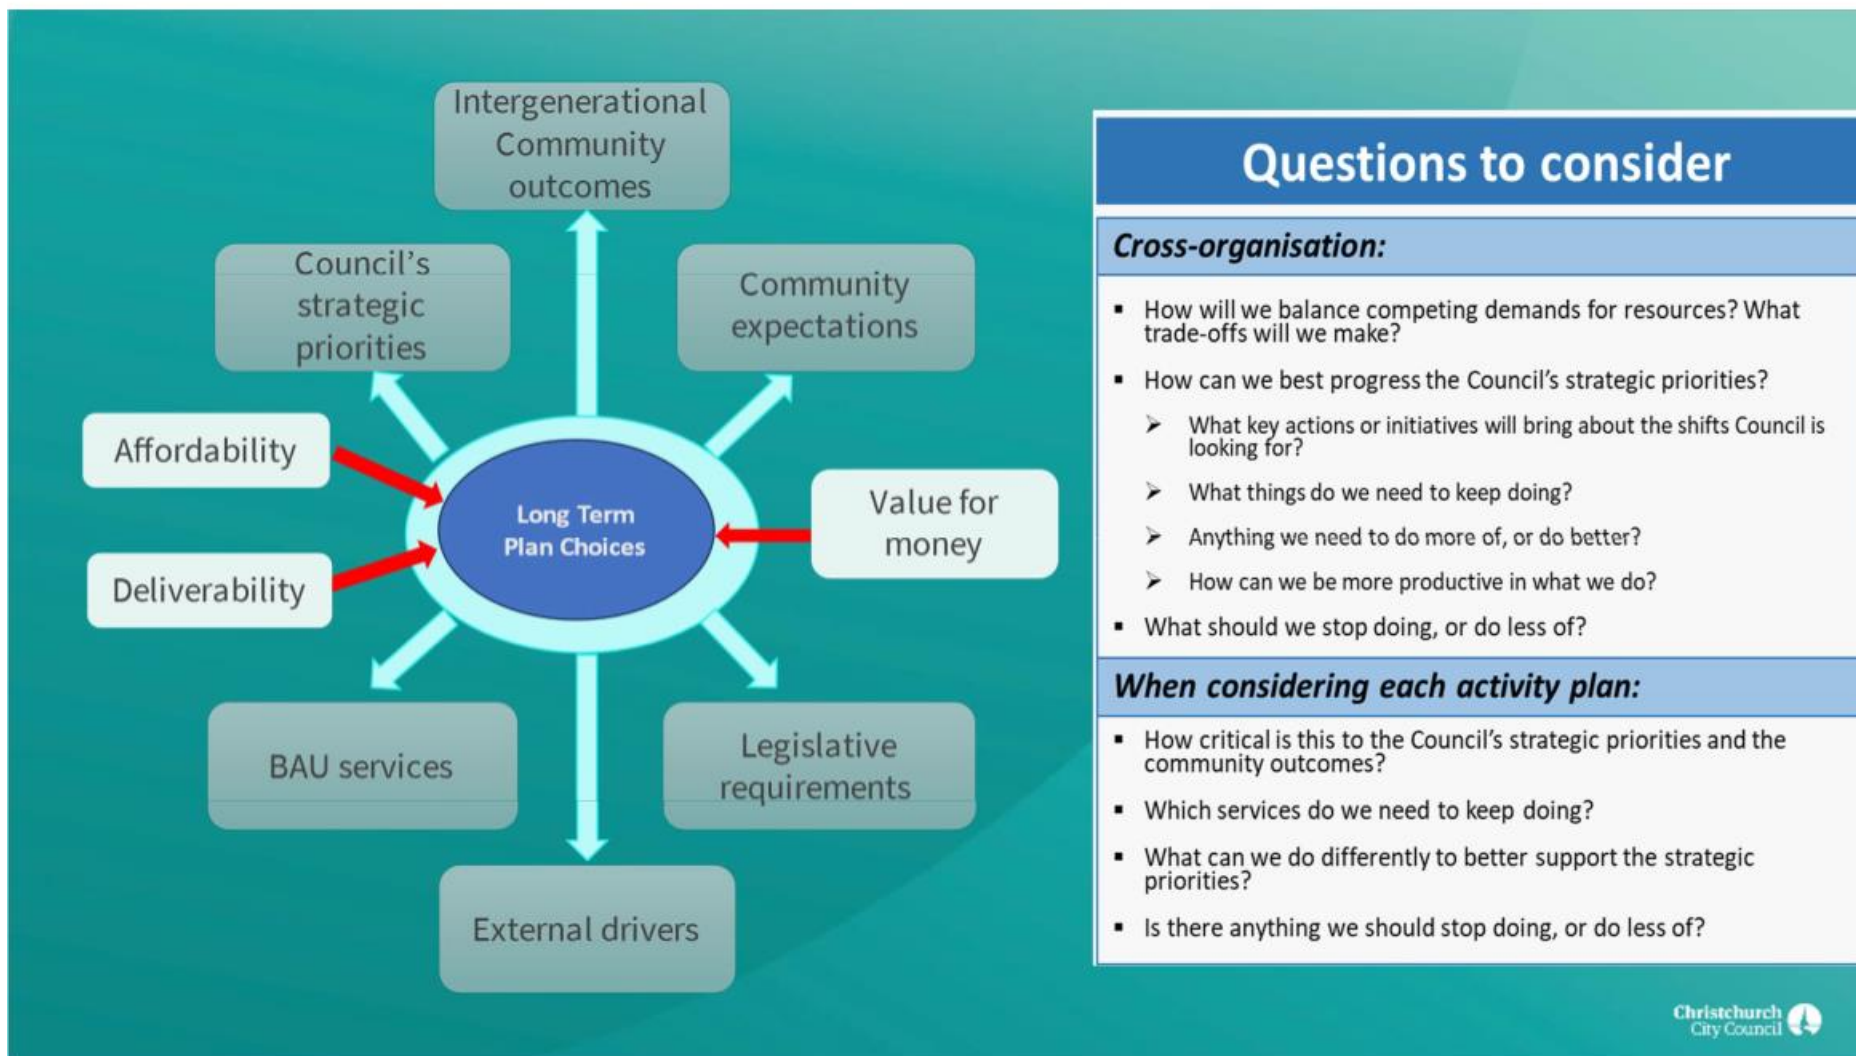 Intergenerational
Community
outcomes
Council's
strategic
priorities
Community
expectations
Affordability
Long Term
Plan Choices
Value for
money
Deliverability
BAU services
Legislative
requirements
External drivers
Questions to consider
Cross-organisation:
▪ How will we balance competing demands for resources? What
trade-offs will we make?
▪ How can we best progress the Council's strategic priorities?
➢ What key actions or initiatives will bring about the shifts Council is
looking for?
➢ What things do we need to keep doing?
➢ Anything we need to do more of, or do better?
➢ How can we be more productive in what we do?
▪ What should we stop doing, or do less of?
When considering each activity plan:
▪ How critical is this to the Council's strategic priorities and the
community outcomes?
▪ Which services do we need to keep doing?
▪ What can we do differently to better support the strategic
priorities?
▪ Is there anything we should stop doing, or do less of?
Christchurch
City Council